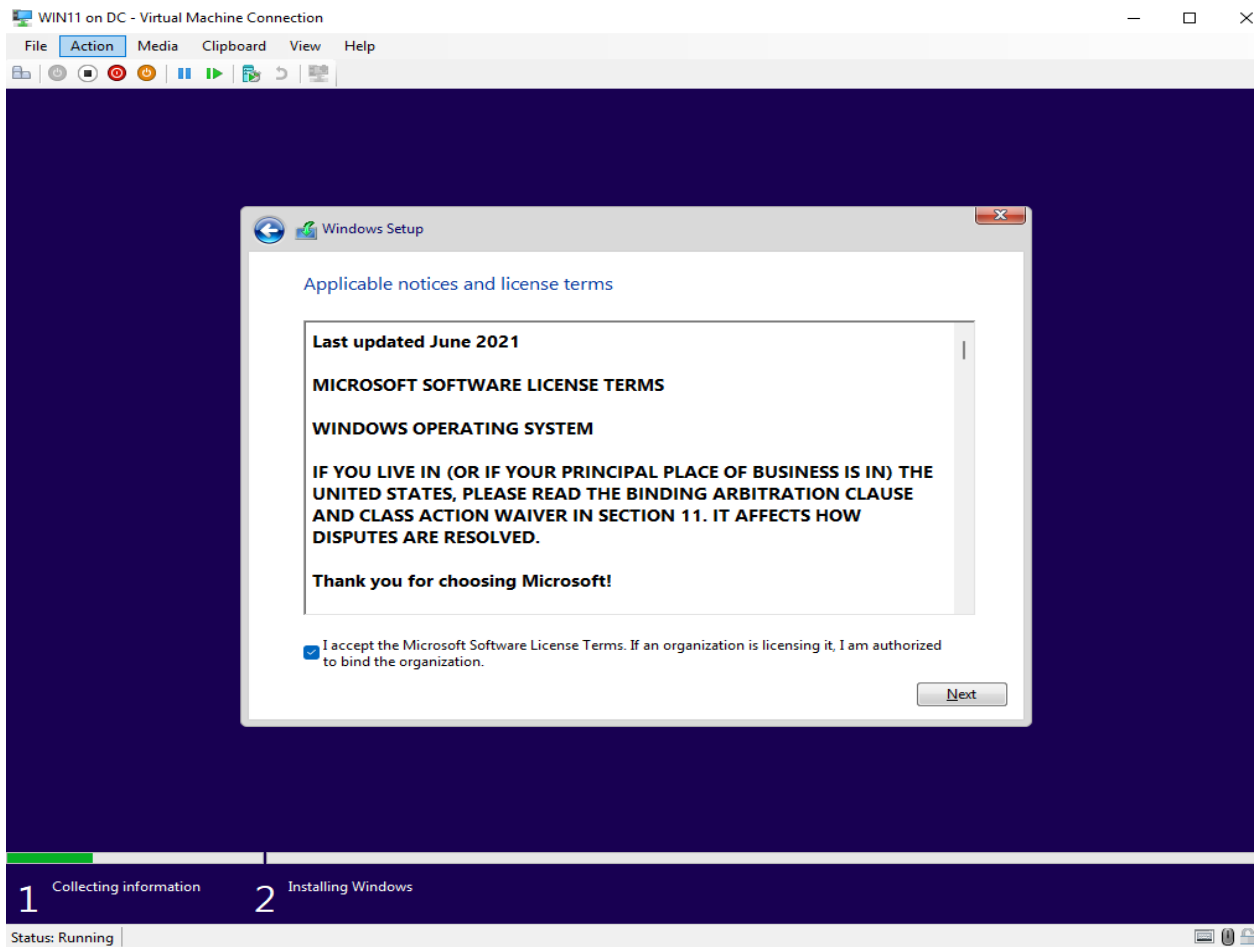 WIN11 on DC - Virtual Machine Connection
File Action Media Clipboard View Help
Windows Setup
Applicable notices and license terms
Last updated June 2021
MICROSOFT SOFTWARE LICENSE TERMS
WINDOWS OPERATING SYSTEM
IF YOU LIVE IN (OR IF YOUR PRINCIPAL PLACE OF BUSINESS IS IN) THE
UNITED STATES, PLEASE READ THE BINDING ARBITRATION CLAUSE
AND CLASS ACTION WAIVER IN SECTION 11. IT AFFECTS HOW
DISPUTES ARE RESOLVED.
Thank you for choosing Microsoft!
I accept the Microsoft Software License Terms. If an organization is licensing it, I am authorized
to bind the organization.
Next
1 Collecting information 2 Installing Windows
Status: Running